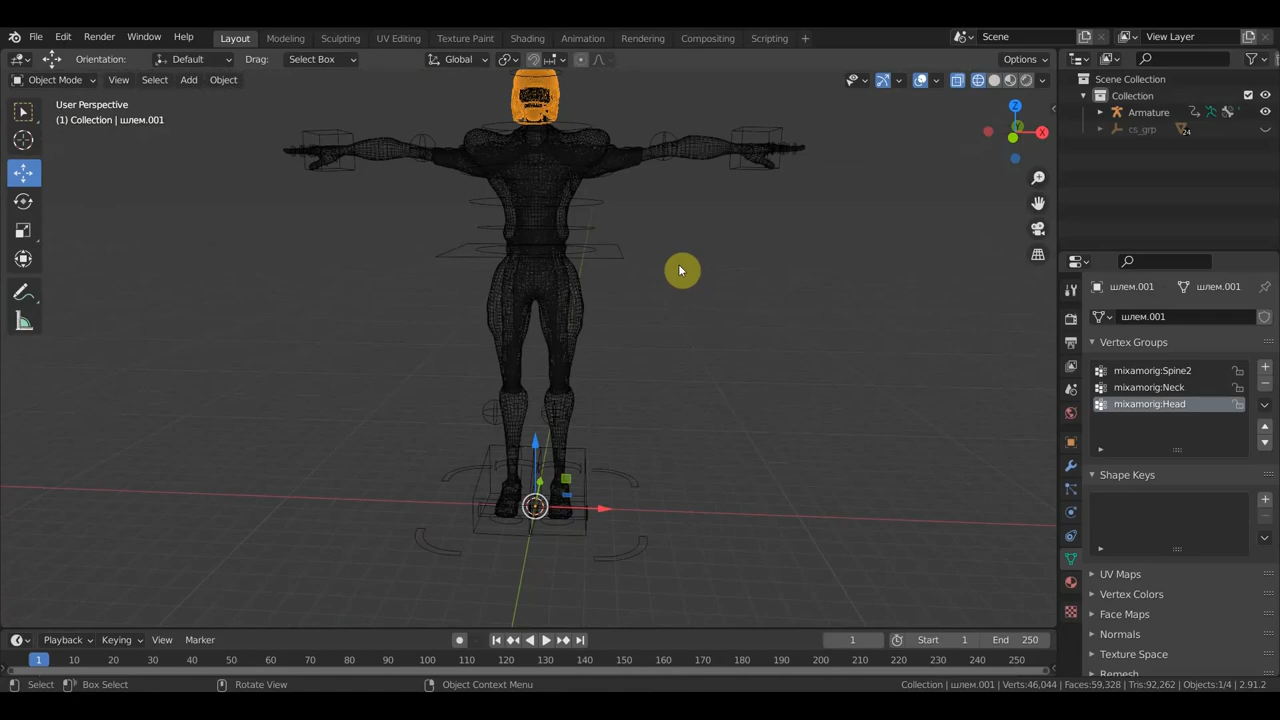 File Edit Render Window Help Layout Modeling Sculpting UV Editing Texture Paint Shading Animation Rendering Compositing Scripting + Scene View Layer
Orientation: Default Drag: Select Box Global Options
Object Mode View Select Add Object
User Perspective
(1) Collection | шлем.001
Z
Y
X
Scene Collection
Collection
Armature
cs_grp 24
шлем.001 шлем.001
шлем.001
Vertex Groups
mixamorig:Spine2
mixamorig:Neck
mixamorig:Head
Shape Keys
UV Maps
Vertex Colors
Face Maps
Normals
Texture Space
Remesh
Playback Keying View Marker 1 Start 1 End 250
1 10 20 30 40 50 60 70 80 90 100 110 120 130 140 150 160 170 180 190 200 210 220 230 240 250
Select Box Select Rotate View Object Context Menu Collection | шлем.001 | Verts:46,044 | Faces:59,328 | Tris:92,262 | Objects:1/4 | 2.91.2